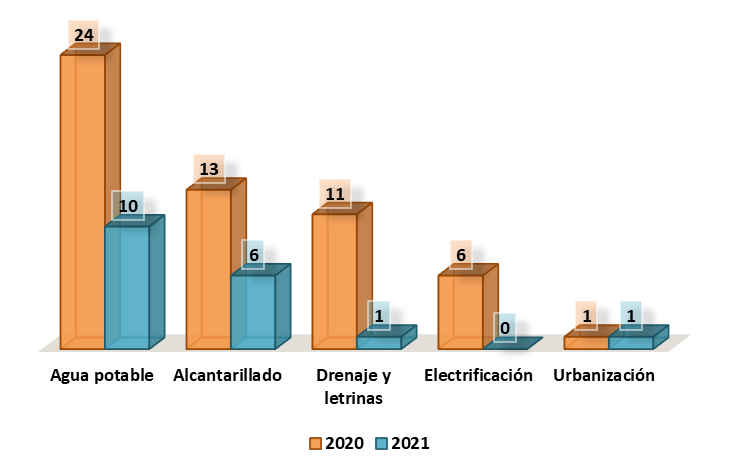 24
10
13
6
11
1
6
0
1
1
Agua potable
Alcantarillado
Drenaje y
letrinas
Electrificación
Urbanización
2020
2021